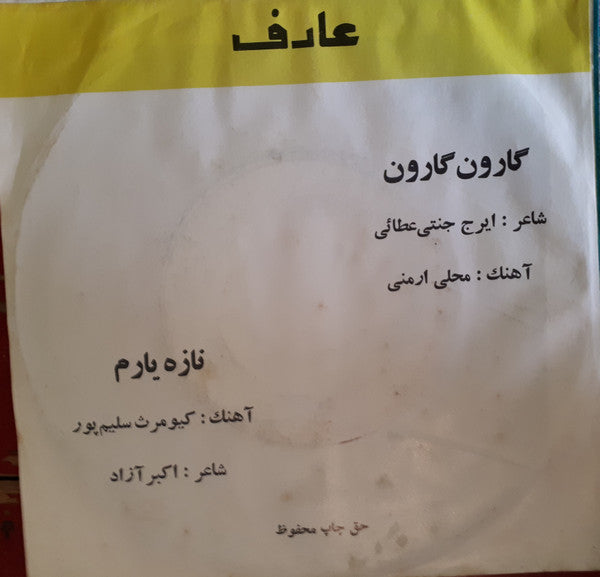 عارف
گارون گارون
شاعر : ایرج جنتی‌عطائی
آهنگ : محلی ارمنی
نازه یارم
آهنگ : کیومرث سلیم‌پور
شاعر : اکبر آزاد
حق چاپ محفوظ